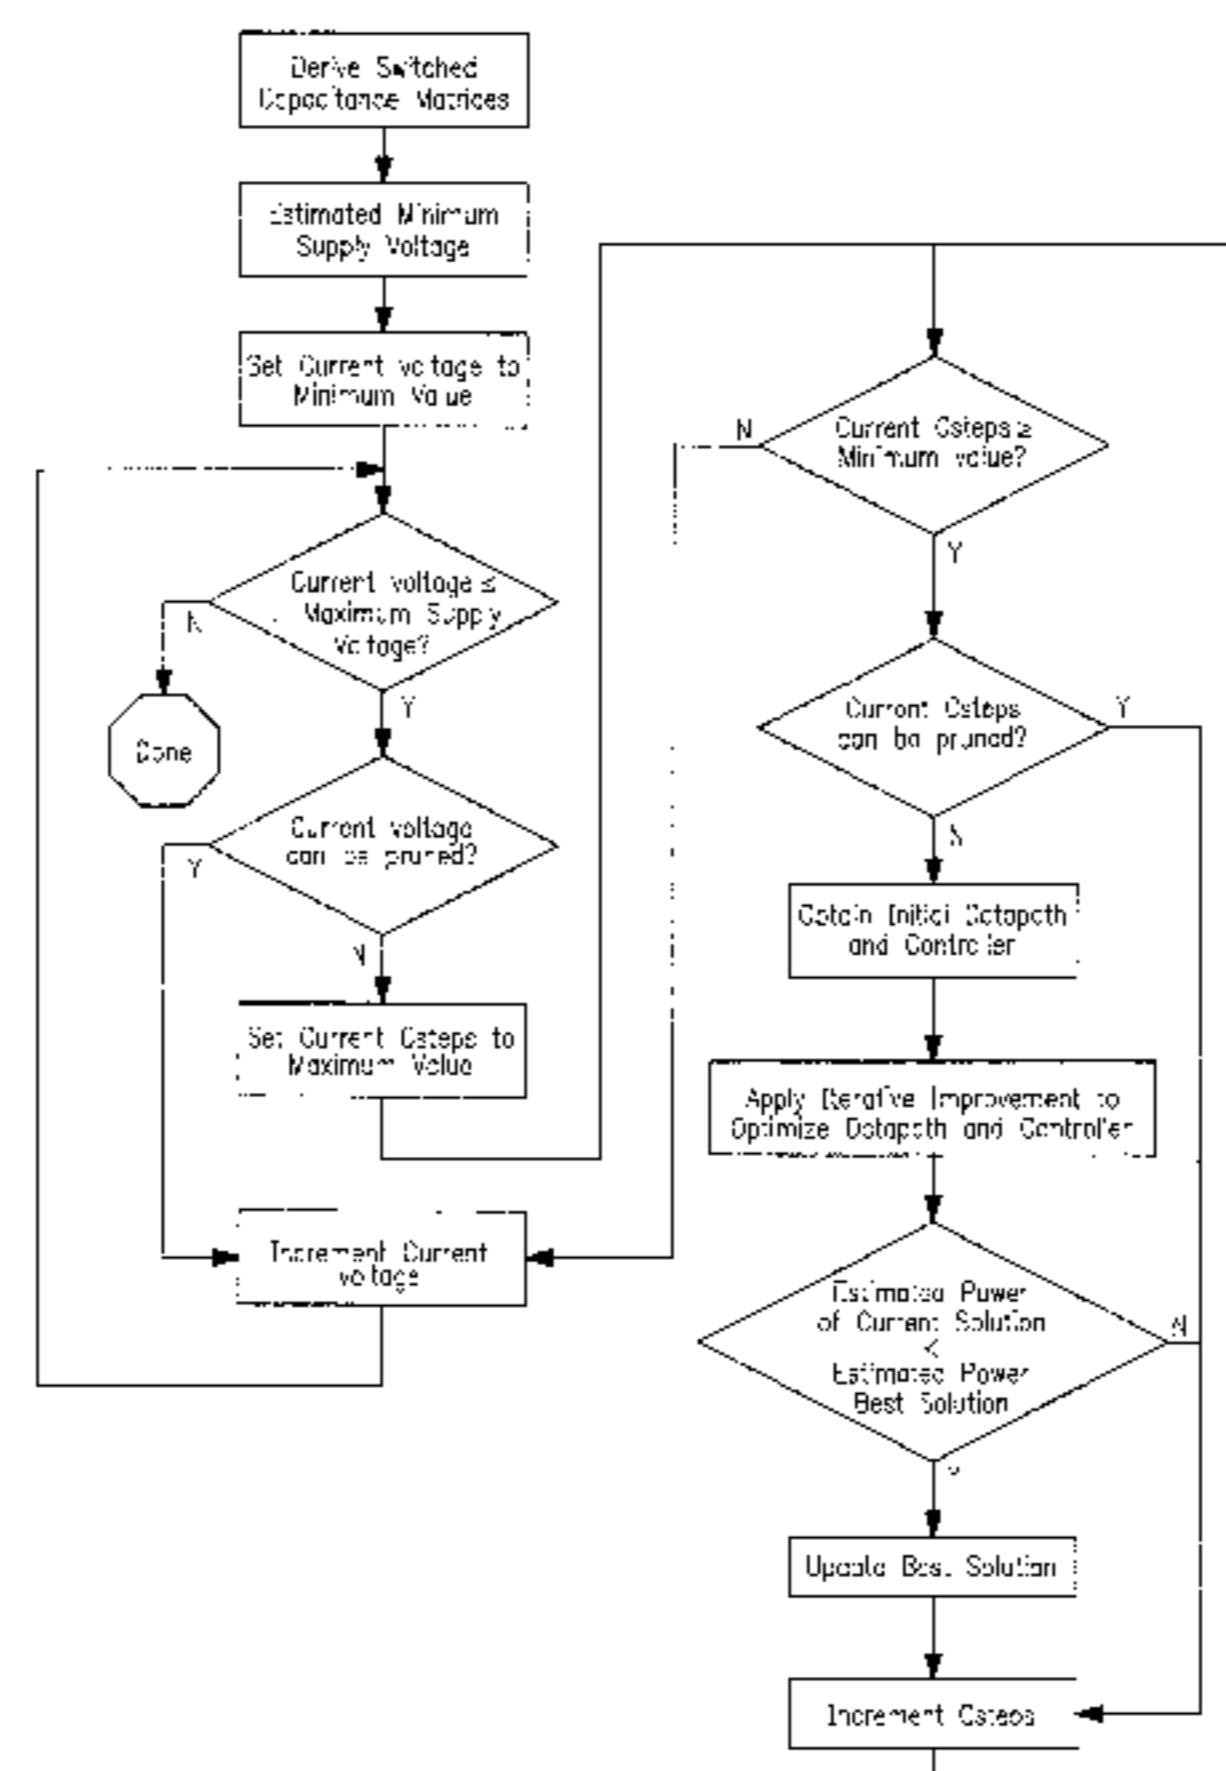 Derive Switched
Capacitance Matrices
Estimated Minimum
Supply Voltage
Set Current voltage to
Minimum Value
Current voltage ≤
Maximum Supply
Voltage?
N
Y
Done
Current voltage
can be pruned?
Y
N
Set Current Csteps to
Maximum Value
Increment Current
voltage
Current Csteps ≥
Minimum value?
N
Y
Current Csteps
can be pruned?
Y
N
Obtain Initial Datapath
and Controller
Apply Iterative Improvement to
Optimize Datapath and Controller
Estimated Power
of Current Solution
<
Estimated Power
Best Solution
N
Y
Update Best Solution
Increment Csteps